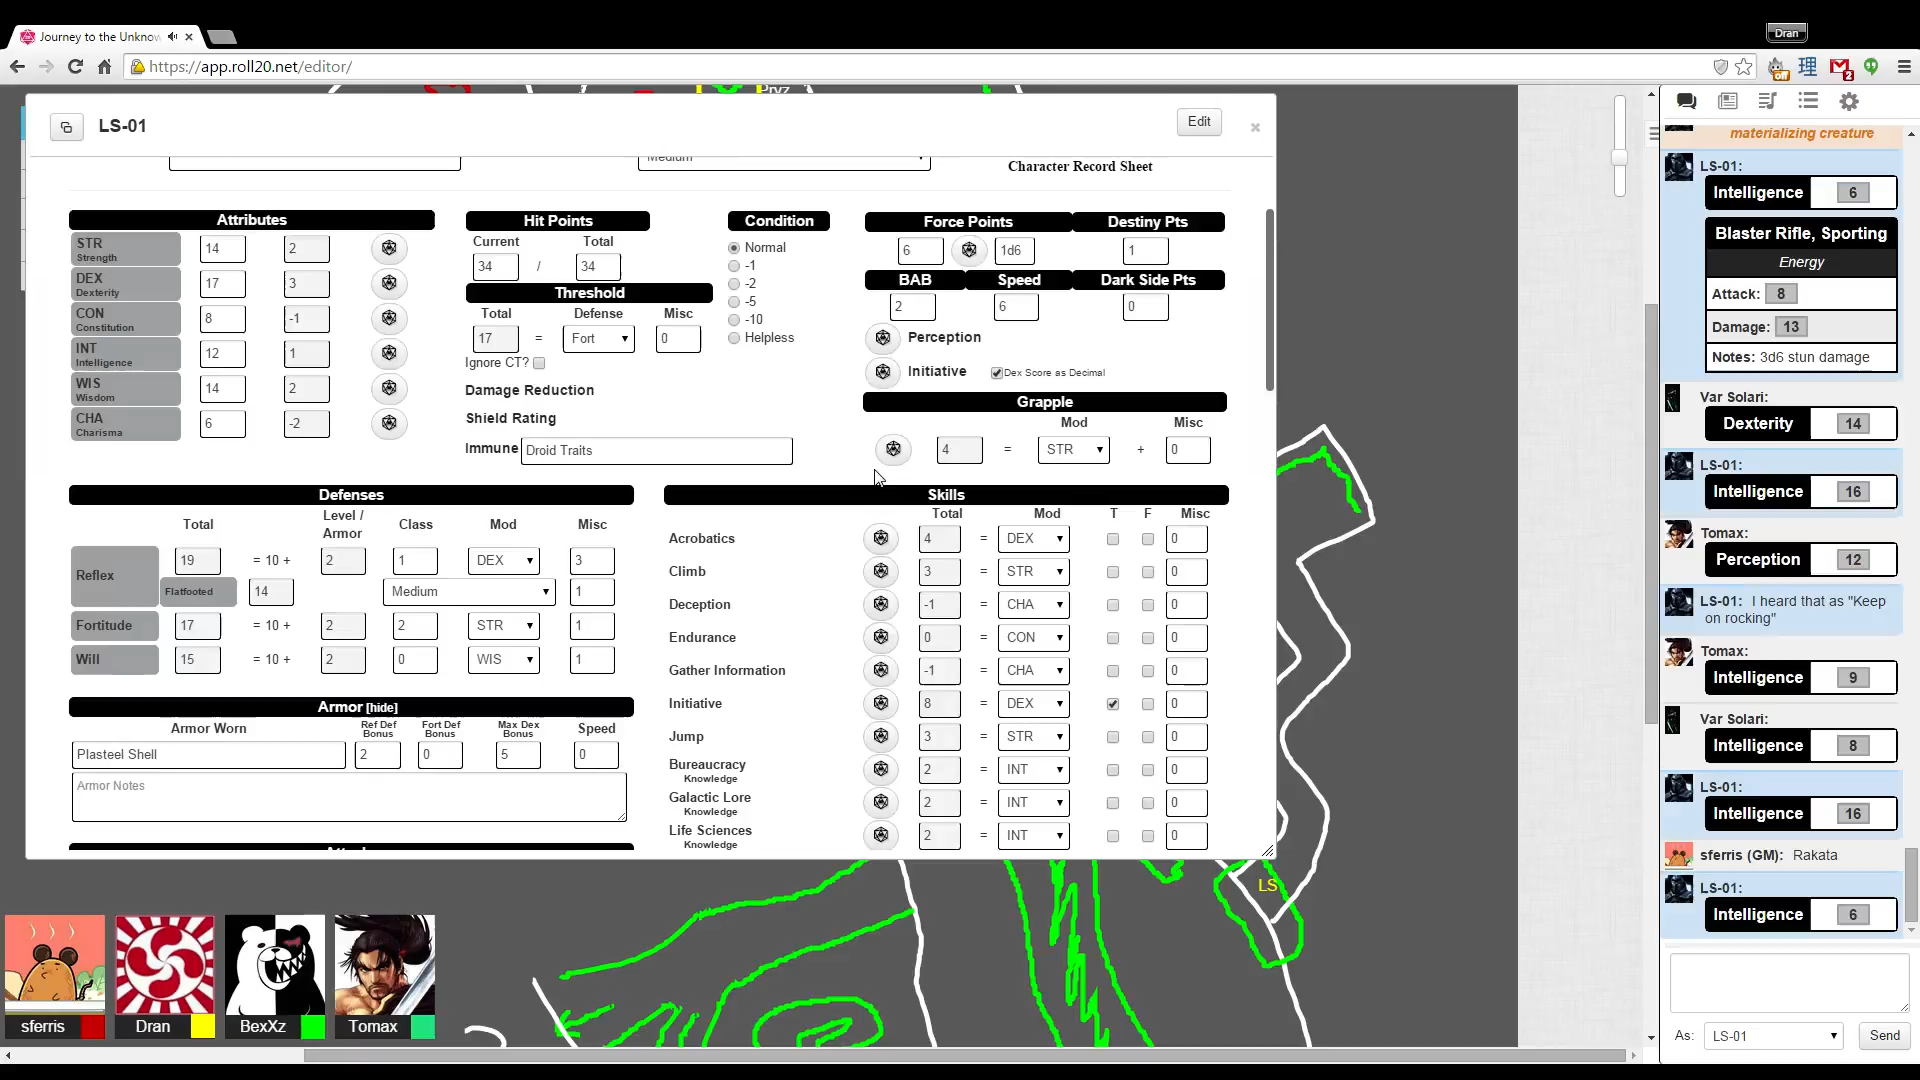 Journey to the Unknow
Dran
https://app.roll20.net/editor/
理
off
2
Pryz
LS-01
Edit
Medium
Character Record Sheet
Attributes
STR
Strength
14
2
DEX
Dexterity
17
3
CON
Constitution
8
-1
INT
Intelligence
12
1
WIS
Wisdom
14
2
CHA
Charisma
6
-2
Hit Points
Current
Total
34
/
34
Threshold
Total
Defense
Misc
17
=
Fort
0
Ignore CT?
Damage Reduction
Shield Rating
Immune
Droid Traits
Condition
Normal
-1
-2
-5
-10
Helpless
Force Points
Destiny Pts
6
1d6
1
BAB
Speed
Dark Side Pts
2
6
0
Perception
Initiative
Dex Score as Decimal
Grapple
Mod
Misc
4
=
STR
+
0
Defenses
Total
Level / Armor
Class
Mod
Misc
Reflex
19
= 10 +
2
1
DEX
3
Flatfooted
14
Medium
1
Fortitude
17
= 10 +
2
2
STR
1
Will
15
= 10 +
2
0
WIS
1
Armor [hide]
Armor Worn
Ref Def Bonus
Fort Def Bonus
Max Dex Bonus
Speed
Plasteel Shell
2
0
5
0
Armor Notes
Skills
Total
Mod
T
F
Misc
Acrobatics
4
=
DEX
0
Climb
3
=
STR
0
Deception
-1
=
CHA
0
Endurance
0
=
CON
0
Gather Information
-1
=
CHA
0
Initiative
8
=
DEX
0
Jump
3
=
STR
0
Bureaucracy
Knowledge
2
=
INT
0
Galactic Lore
Knowledge
2
=
INT
0
Life Sciences
Knowledge
2
=
INT
0
LS
sferris
Dran
BexXz
Tomax
materializing creature
LS-01:
Intelligence
6
Blaster Rifle, Sporting
Energy
Attack: 8
Damage: 13
Notes: 3d6 stun damage
Var Solari:
Dexterity
14
LS-01:
Intelligence
16
Tomax:
Perception
12
LS-01: I heard that as "Keep
on rocking"
Tomax:
Intelligence
9
Var Solari:
Intelligence
8
LS-01:
Intelligence
16
sferris (GM): Rakata
LS-01:
Intelligence
6
As:
LS-01
Send